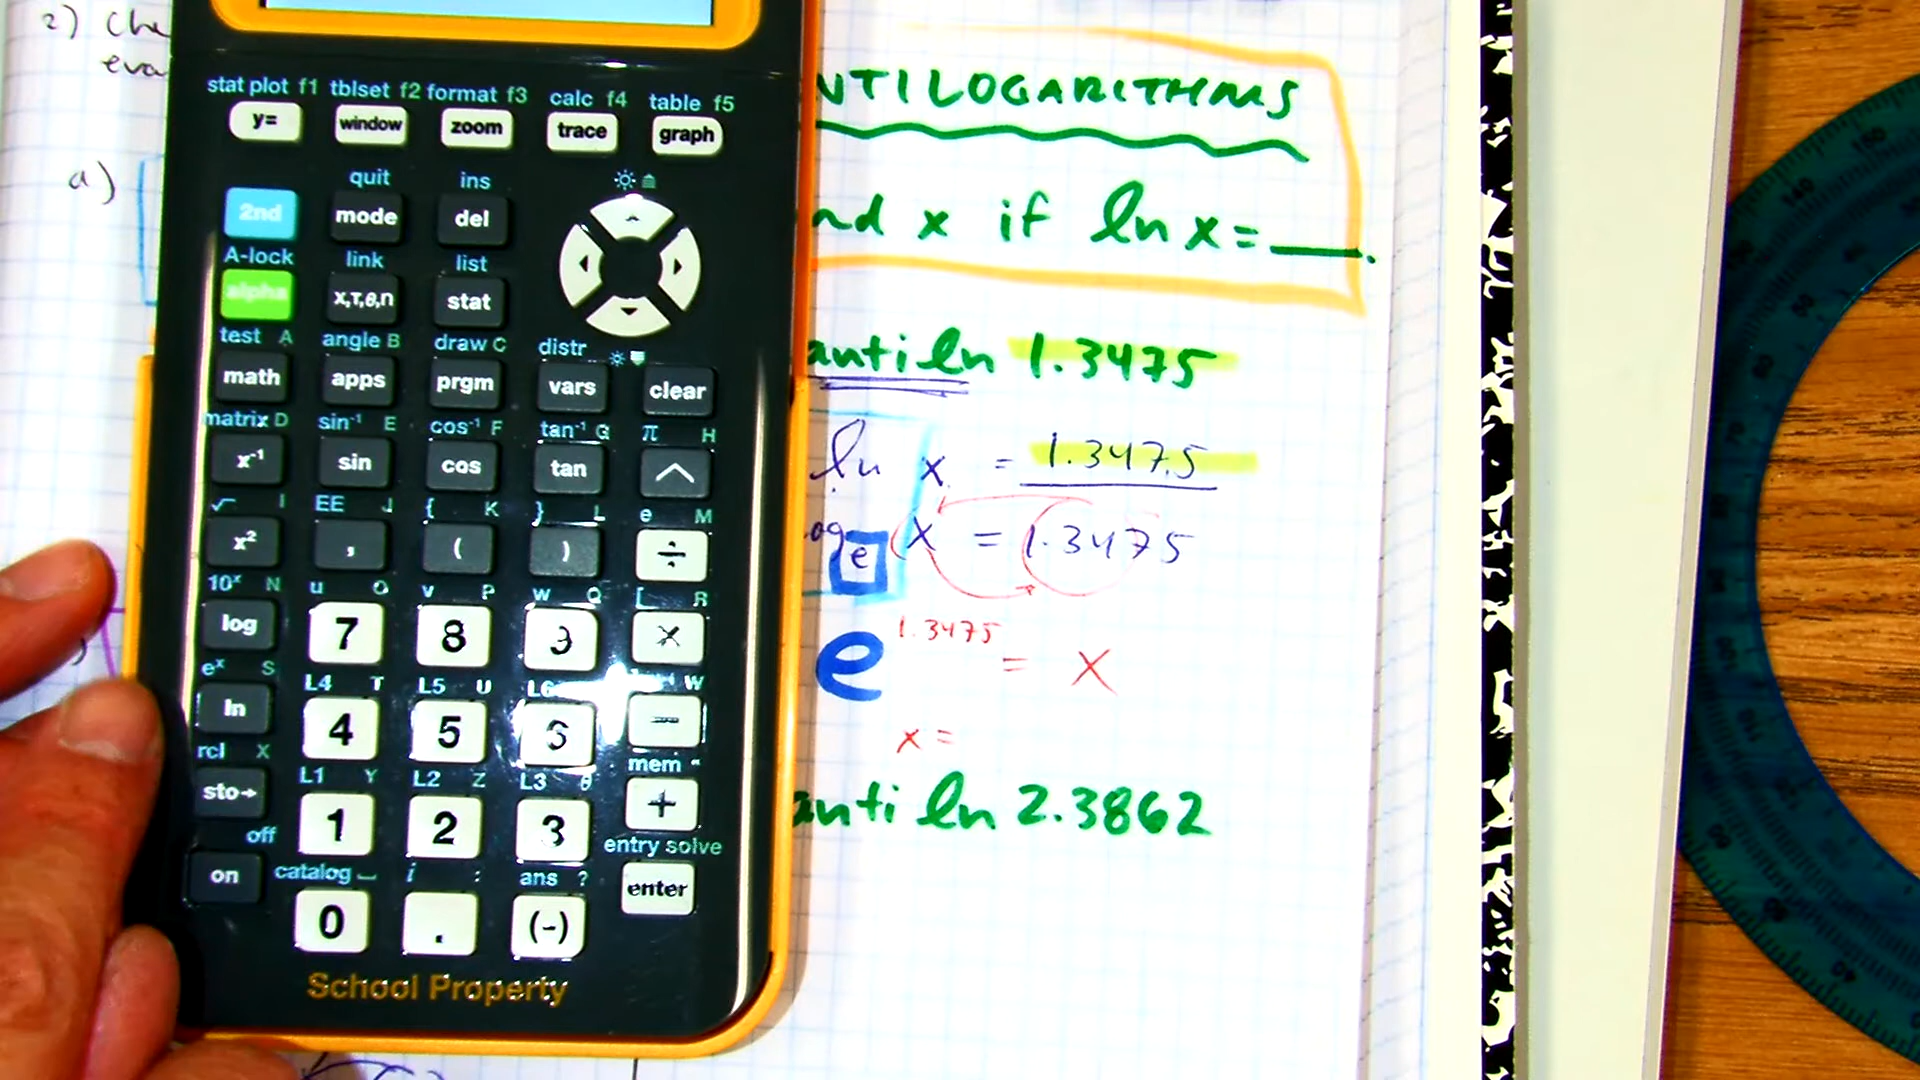 2) Che
eva
a)
NTILOGARITHMS
nd x if ln x = ___.
anti ln 1.3475
ln x = 1.3475
og e x = 1.3475
e 1.3475 = x
x =
anti ln 2.3862
stat plot f1 tblset f2 format f3 calc f4 table f5
y= window zoom trace graph
quit ins
2nd mode del
A-lock link list
alpha X,T,θ,n stat
test A angle B draw C distr
math apps prgm vars clear
matrix D sin⁻¹ E cos⁻¹ F tan⁻¹ G π H
x⁻¹ sin cos tan ^
√ I EE J { K } L e M
x² , ( ) ÷
10ˣ N u O v P w Q [ R
log 7 8 9 ×
eˣ S L4 T L5 U L6 W
ln 4 5 6 −
rcl X L1 Y L2 Z L3 θ mem "
sto→ 1 2 3 +
off catalog i : ans ? entry solve
on 0 . (-) enter
School Property